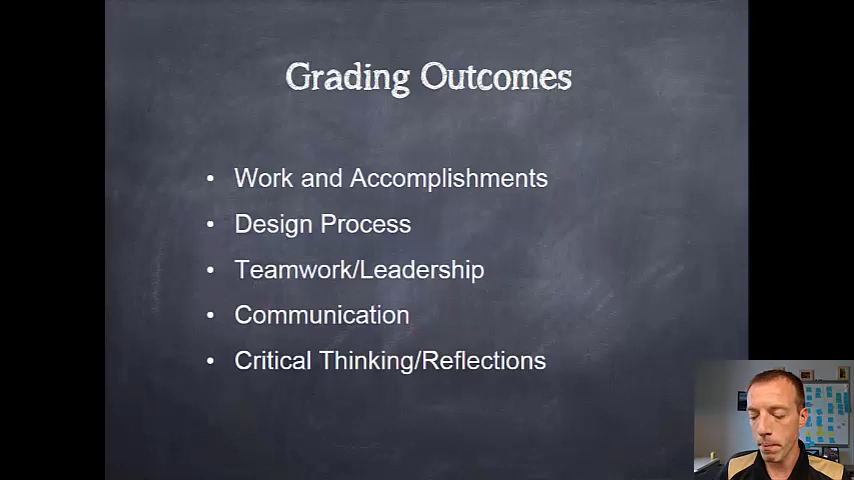 Grading Outcomes
• Work and Accomplishments
• Design Process
• Teamwork/Leadership
• Communication
• Critical Thinking/Reflections